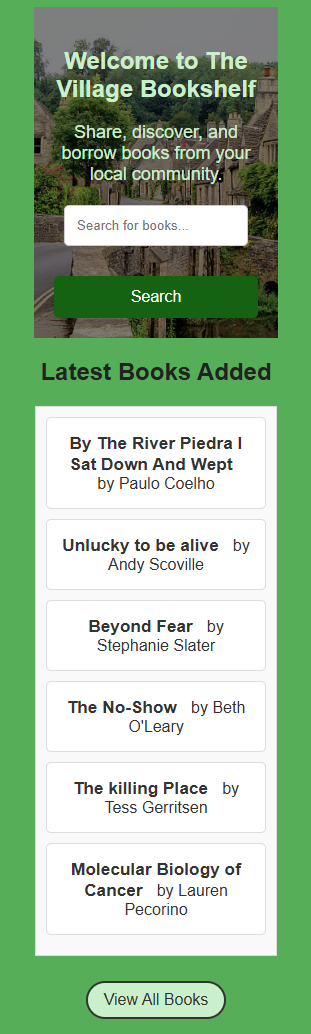 Welcome to The
Village Bookshelf
Share, discover, and
borrow books from your
local community.
Search for books...
Search
Latest Books Added
By The River Piedra I
Sat Down And Wept
by Paulo Coelho
Unlucky to be alive by
Andy Scoville
Beyond Fear by
Stephanie Slater
The No-Show by Beth
O'Leary
The killing Place by
Tess Gerritsen
Molecular Biology of
Cancer by Lauren
Pecorino
View All Books